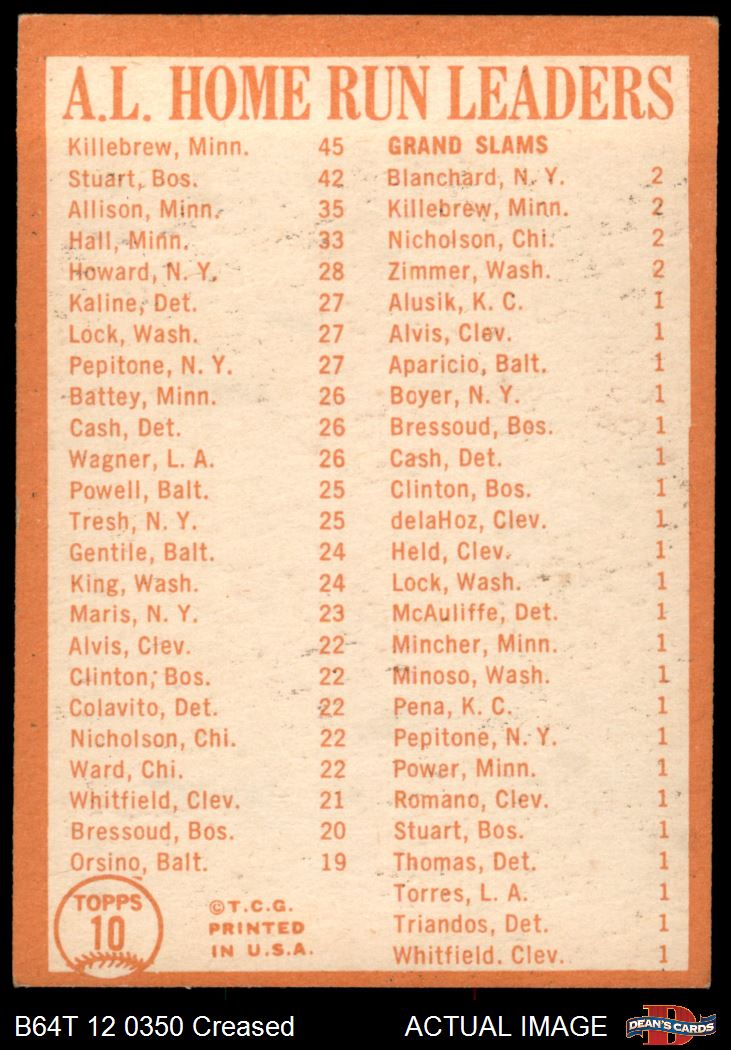 A.L. HOME RUN LEADERS
Killebrew, Minn. 45
Stuart, Bos. 42
Allison, Minn. 35
Hall, Minn. 33
Howard, N. Y. 28
Kaline, Det. 27
Lock, Wash. 27
Pepitone, N. Y. 27
Battey, Minn. 26
Cash, Det. 26
Wagner, L. A. 26
Powell, Balt. 25
Tresh, N. Y. 25
Gentile, Balt. 24
King, Wash. 24
Maris, N. Y. 23
Alvis, Clev. 22
Clinton, Bos. 22
Colavito, Det. 22
Nicholson, Chi. 22
Ward, Chi. 22
Whitfield, Clev. 21
Bressoud, Bos. 20
Orsino, Balt. 19
GRAND SLAMS
Blanchard, N. Y. 2
Killebrew, Minn. 2
Nicholson, Chi. 2
Zimmer, Wash. 2
Alusik, K. C. 1
Alvis, Clev. 1
Aparicio, Balt. 1
Boyer, N. Y. 1
Bressoud, Bos. 1
Cash, Det. 1
Clinton, Bos. 1
delaHoz, Clev. 1
Held, Clev. 1
Lock, Wash. 1
McAuliffe, Det. 1
Mincher, Minn. 1
Minoso, Wash. 1
Pena, K. C. 1
Pepitone, N. Y. 1
Power, Minn. 1
Romano, Clev. 1
Stuart, Bos. 1
Thomas, Det. 1
Torres, L. A. 1
Triandos, Det. 1
Whitfield. Clev. 1
TOPPS
10
©T.C.G.
PRINTED
IN U.S.A.
B64T 12 0350 Creased
ACTUAL IMAGE
DEAN'S CARDS